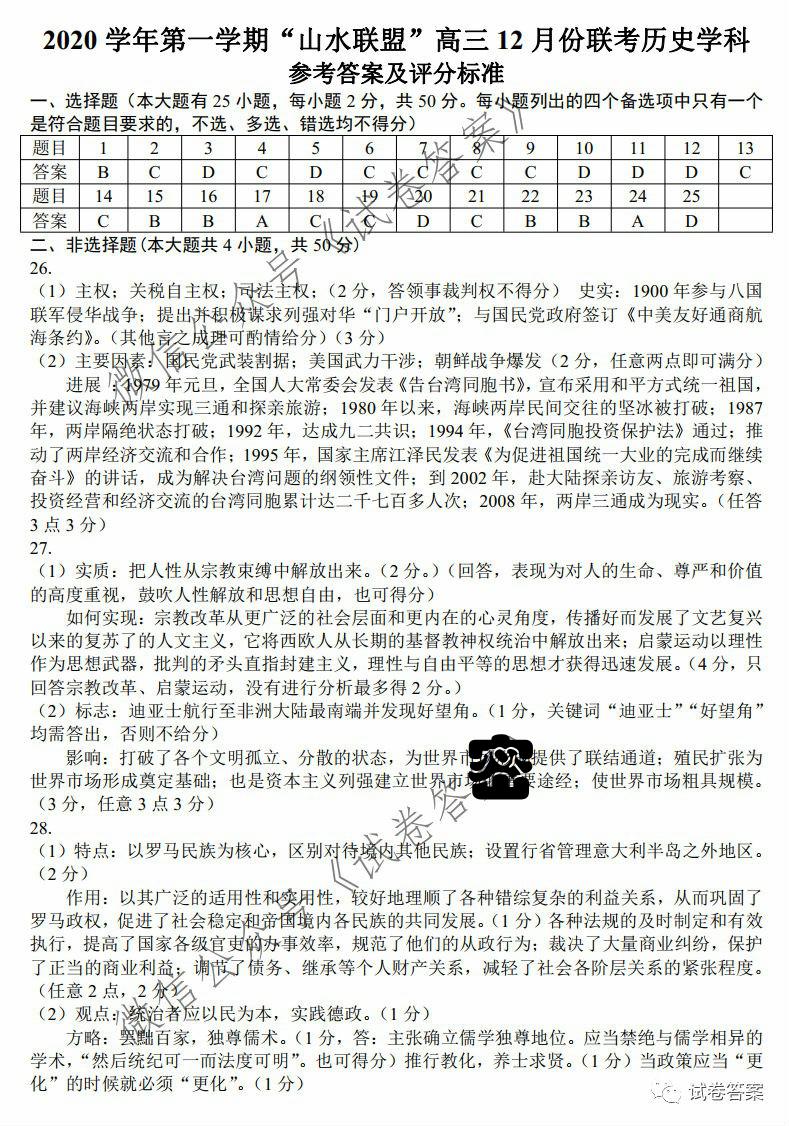 2020 学年第一学期“山水联盟”高三 12 月份联考历史学科
参考答案及评分标准
一、选择题（本大题有 25 小题，每小题 2 分，共 50 分。每小题列出的四个备选项中只有一个
是符合题目要求的，不选、多选、错选均不得分）
题目 1 2 3 4 5 6 7 8 9 10 11 12 13
答案 B C D C D C C C C D D D C
题目 14 15 16 17 18 19 20 21 22 23 24 25
答案 C B B A C C D C B B A D
二、非选择题(本大题共 4 小题，共 50 分)
26.
（1）主权；关税自主权；司法主权；（2 分，答领事裁判权不得分） 史实：1900 年参与八国
联军侵华战争；提出并积极谋求列强对华“门户开放”；与国民党政府签订《中美友好通商航
海条约》。（其他言之成理可酌情给分）（3 分）
（2）主要因素：国民党武装割据；美国武力干涉；朝鲜战争爆发（2 分，任意两点即可满分）
进展：1979 年元旦，全国人大常委会发表《告台湾同胞书》，宣布采用和平方式统一祖国，
并建议海峡两岸实现三通和探亲旅游；1980 年以来，海峡两岸民间交往的坚冰被打破；1987
年，两岸隔绝状态打破；1992 年，达成九二共识；1994 年，《台湾同胞投资保护法》通过；推
动了两岸经济交流和合作；1995 年，国家主席江泽民发表《为促进祖国统一大业的完成而继续
奋斗》的讲话，成为解决台湾问题的纲领性文件；到 2002 年，赴大陆探亲访友、旅游考察、
投资经营和经济交流的台湾同胞累计达二千七百多人次；2008 年，两岸三通成为现实。（任答
3 点 3 分）
27.
（1）实质：把人性从宗教束缚中解放出来。（2 分。）（回答，表现为对人的生命、尊严和价值
的高度重视，鼓吹人性解放和思想自由，也可得分）
如何实现：宗教改革从更广泛的社会层面和更内在的心灵角度，传播好而发展了文艺复兴
以来的复苏了的人文主义，它将西欧人从长期的基督教神权统治中解放出来；启蒙运动以理性
作为思想武器，批判的矛头直指封建主义，理性与自由平等的思想才获得迅速发展。（4 分，只
回答宗教改革、启蒙运动，没有进行分析最多得 2 分。）
（2）标志：迪亚士航行至非洲大陆最南端并发现好望角。（1 分，关键词“迪亚士”“好望角”
均需答出，否则不给分）
影响：打破了各个文明孤立、分散的状态，为世界市提供了联结通道；殖民扩张为
世界市场形成奠定基础；也是资本主义列强建立世界市要途经；使世界市场粗具规模。
（3 分，任意 3 点 3 分）
28.
（1）特点：以罗马民族为核心，区别对待境内其他民族；设置行省管理意大利半岛之外地区。
（2 分）
作用：以其广泛的适用性和实用性，较好地理顺了各种错综复杂的利益关系，从而巩固了
罗马政权，促进了社会稳定和帝国境内各民族的共同发展。（1 分）各种法规的及时制定和有效
执行，提高了国家各级官吏的办事效率，规范了他们的从政行为；裁决了大量商业纠纷，保护
了正当的商业利益；调节了债务、继承等个人财产关系，减轻了社会各阶层关系的紧张程度。
（任意 2 点，2 分）
（2）观点：统治者应以民为本，实践德政。（1 分）
方略：罢黜百家，独尊儒术。（1 分，答：主张确立儒学独尊地位。应当禁绝与儒学相异的
学术，“然后统纪可一而法度可明”。也可得分）推行教化，养士求贤。（1 分）当政策应当“更
化”的时候就必须“更化”。（1 分）
微信公众号《试卷答案》
微信公众号《试卷答
试卷答案